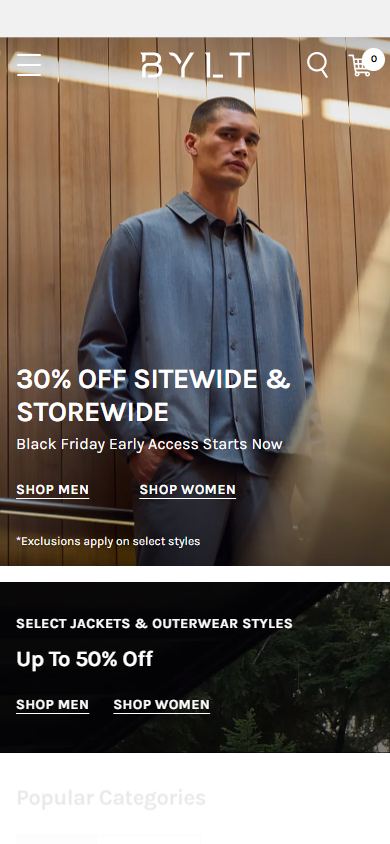 BYLT
0
30% OFF SITEWIDE &
STOREWIDE
Black Friday Early Access Starts Now
SHOP MEN SHOP WOMEN
*Exclusions apply on select styles
SELECT JACKETS & OUTERWEAR STYLES
Up To 50% Off
SHOP MEN SHOP WOMEN
Popular Categories